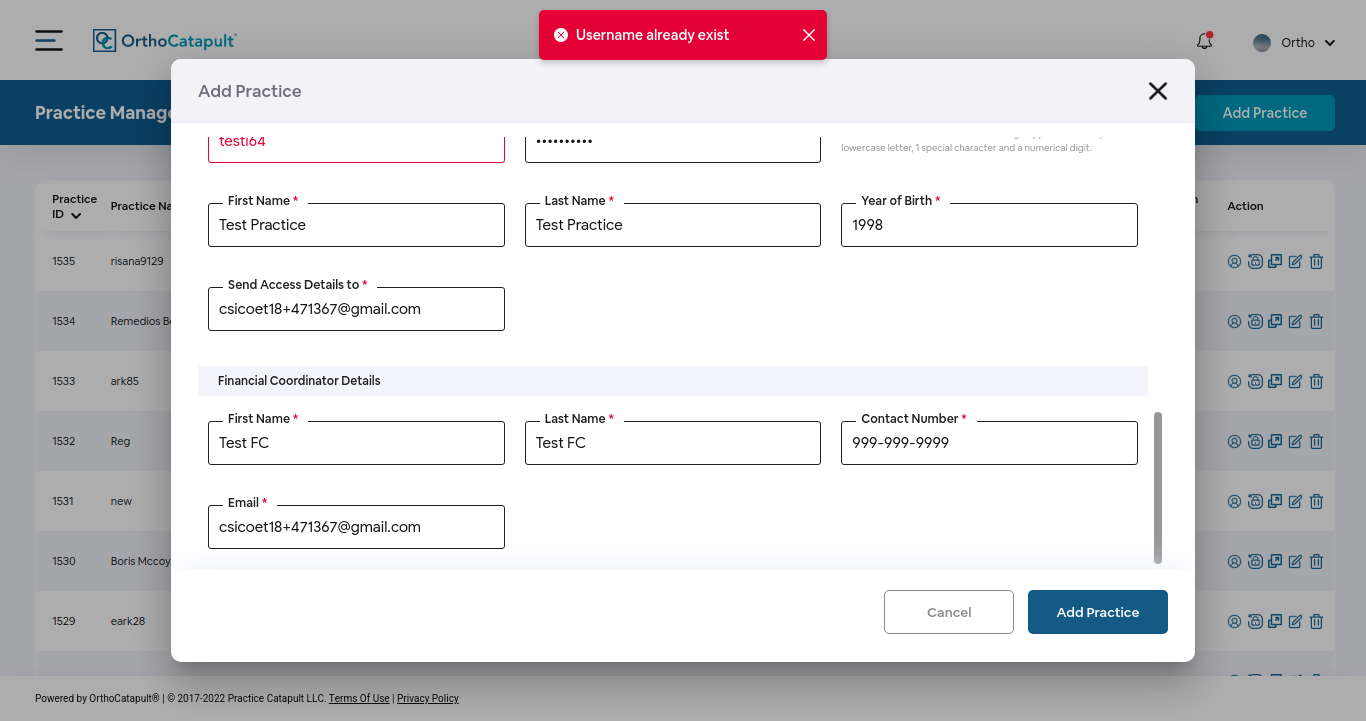 Username already exist
OrthoCatapult
Ortho
Add Practice
Practice Manag
Add Practice
testi64
••••••••••
lowercase letter, 1 special character and a numerical digit.
First Name *
Last Name *
Year of Birth *
Test Practice
Test Practice
1998
Send Access Details to *
csicoet18+471367@gmail.com
Financial Coordinator Details
First Name *
Last Name *
Contact Number *
Test FC
Test FC
999-999-9999
Email *
csicoet18+471367@gmail.com
Cancel
Add Practice
Practice
ID
Practice Na
Action
1535
risana9129
1534
Remedios Be
1533
ark85
1532
Reg
1531
new
1530
Boris Mccoy
1529
eark28
Powered by OrthoCatapult® | © 2017-2022 Practice Catapult LLC. Terms Of Use | Privacy Policy